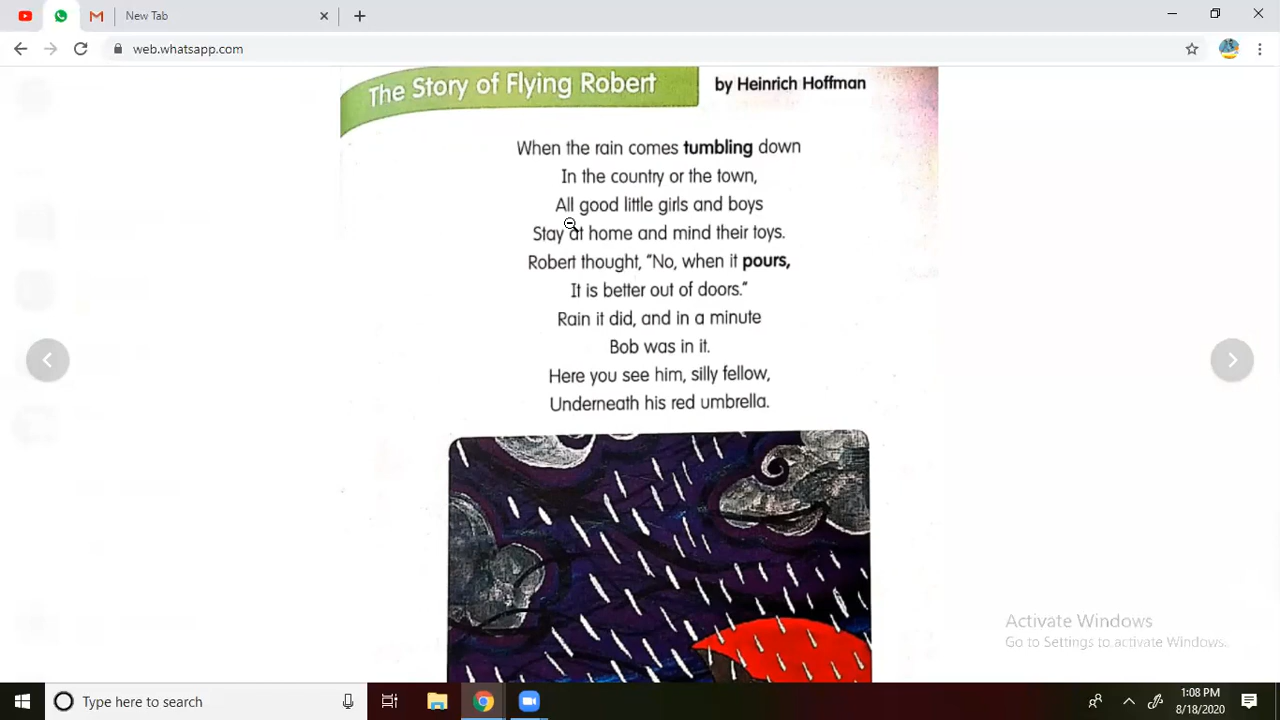 New Tab
web.whatsapp.com
The Story of Flying Robert
by Heinrich Hoffman
When the rain comes tumbling down
In the country or the town,
All good little girls and boys
Stay at home and mind their toys.
Robert thought, “No, when it pours,
It is better out of doors.”
Rain it did, and in a minute
Bob was in it.
Here you see him, silly fellow,
Underneath his red umbrella.
Activate Windows
Go to Settings to activate Windows.
Type here to search
1:08 PM
8/18/2020